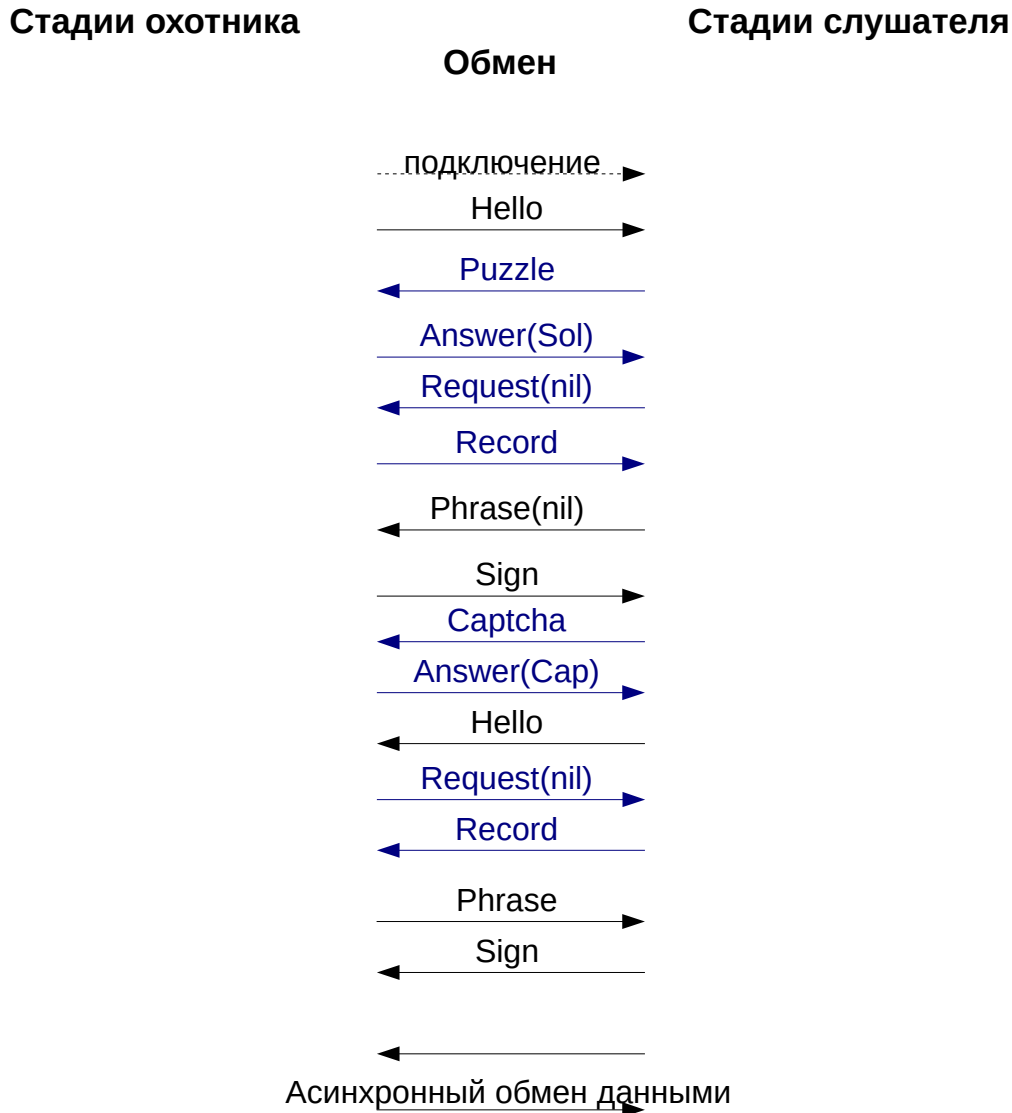 Стадии охотника
Стадии слушателя
Обмен
подключение
Hello
Puzzle
Answer(Sol)
Request(nil)
Record
Phrase(nil)
Sign
Captcha
Answer(Cap)
Hello
Request(nil)
Record
Phrase
Sign
Асинхронный обмен данными